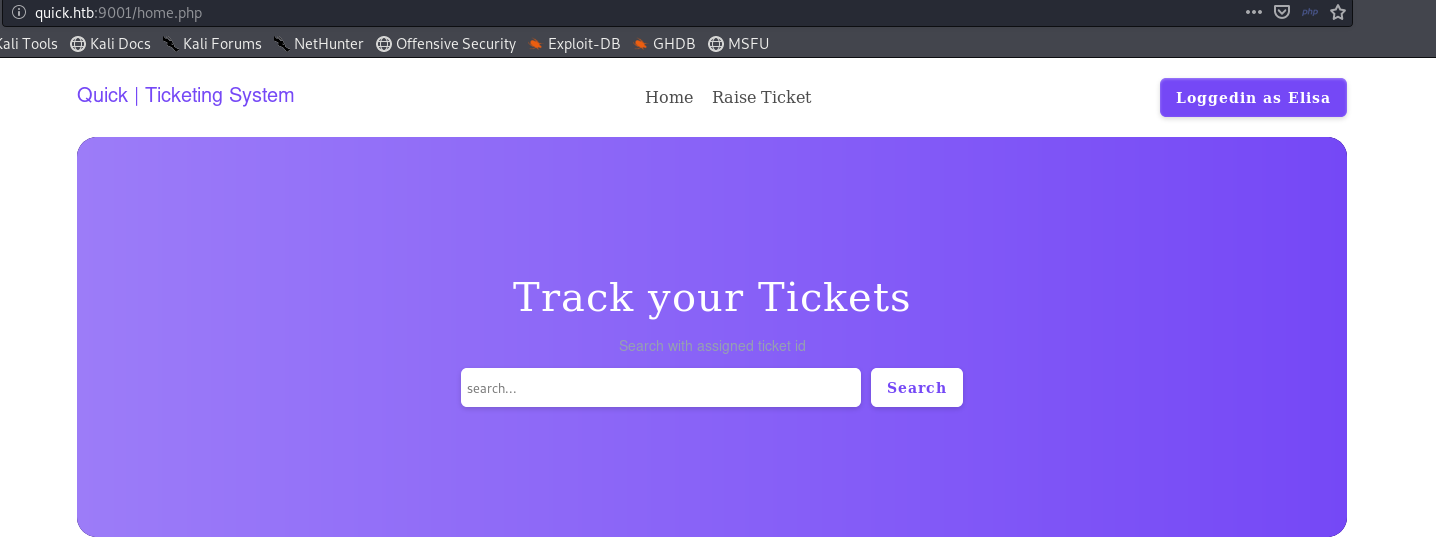 quick.htb:9001/home.php
php
Kali Tools Kali Docs Kali Forums NetHunter Offensive Security Exploit-DB GHDB MSFU
Quick | Ticketing System
Home Raise Ticket
Loggedin as Elisa
Track your Tickets
Search with assigned ticket id
search...
Search